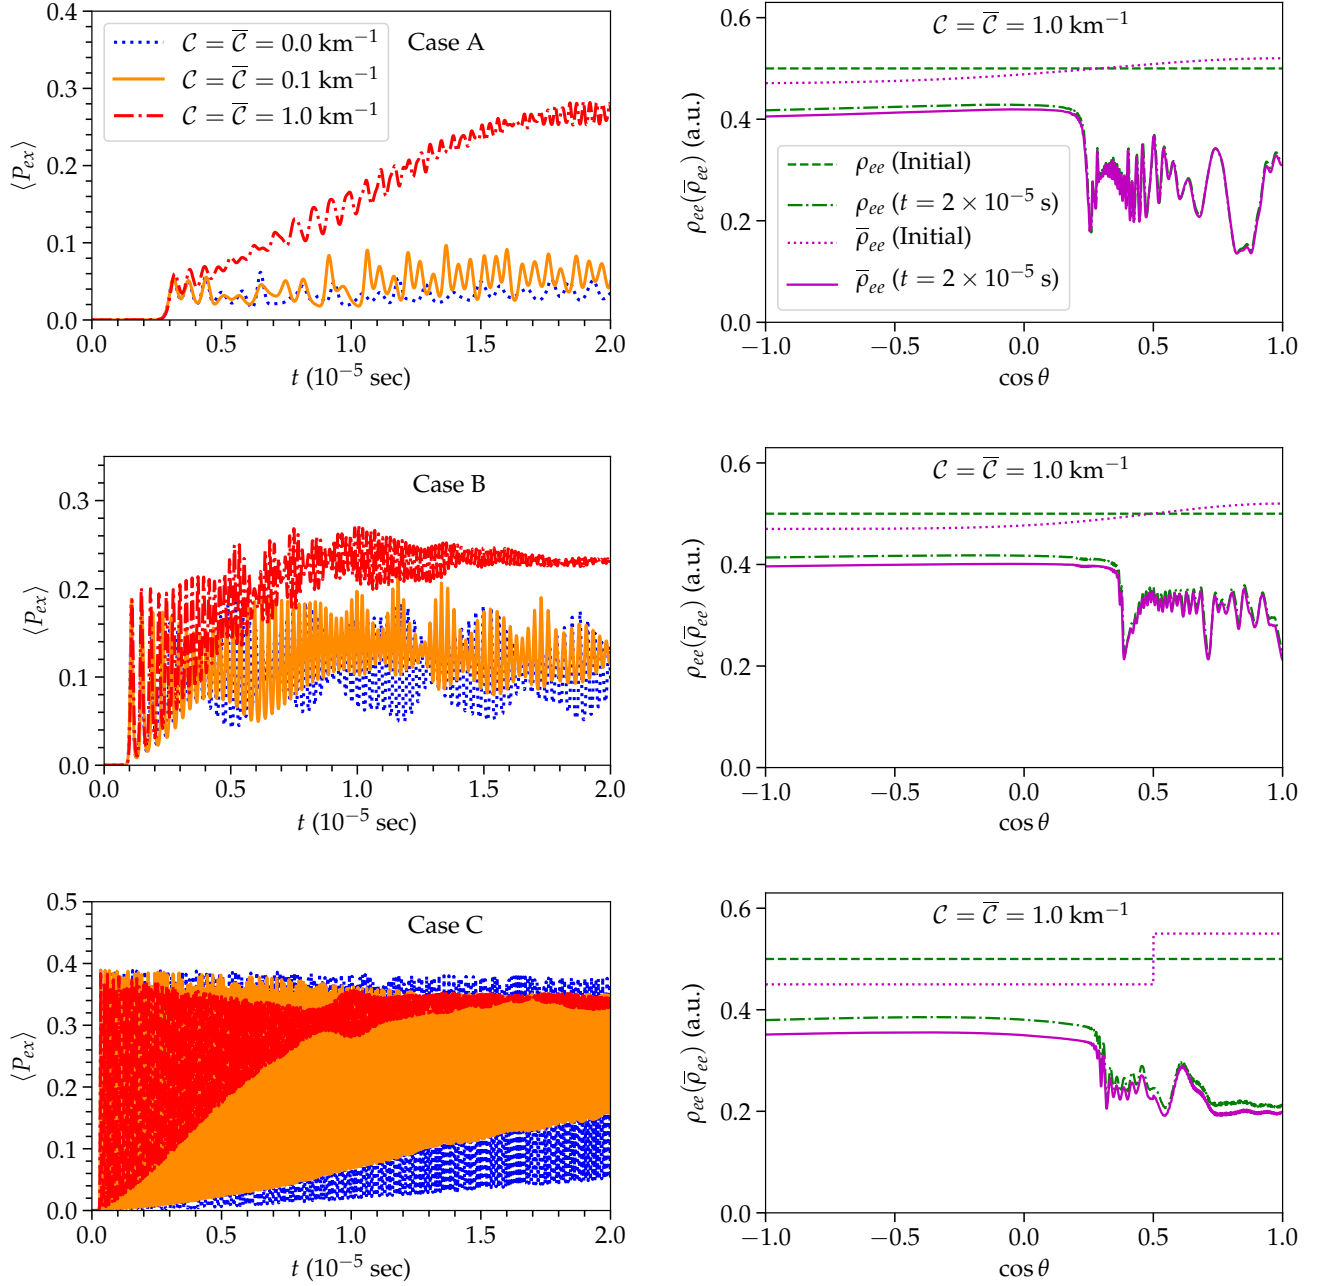 0.4
0.3
0.2
0.1
0.0
⟨P_ex⟩
𝒞 = 𝒞̅ = 0.0 km⁻¹
𝒞 = 𝒞̅ = 0.1 km⁻¹
𝒞 = 𝒞̅ = 1.0 km⁻¹
Case A
0.0 0.5 1.0 1.5 2.0
t (10⁻⁵ sec)
𝒞 = 𝒞̅ = 1.0 km⁻¹
0.6
0.4
0.2
0.0
ρ_ee(ρ̅_ee) (a.u.)
ρ_ee (Initial)
ρ_ee (t = 2 × 10⁻⁵ s)
ρ̅_ee (Initial)
ρ̅_ee (t = 2 × 10⁻⁵ s)
−1.0 −0.5 0.0 0.5 1.0
cos θ
0.3
0.2
0.1
0.0
⟨P_ex⟩
Case B
0.0 0.5 1.0 1.5 2.0
t (10⁻⁵ sec)
𝒞 = 𝒞̅ = 1.0 km⁻¹
0.6
0.4
0.2
0.0
ρ_ee(ρ̅_ee) (a.u.)
−1.0 −0.5 0.0 0.5 1.0
cos θ
0.5
0.4
0.3
0.2
0.1
0.0
⟨P_ex⟩
Case C
0.0 0.5 1.0 1.5 2.0
t (10⁻⁵ sec)
𝒞 = 𝒞̅ = 1.0 km⁻¹
0.6
0.4
0.2
0.0
ρ_ee(ρ̅_ee) (a.u.)
−1.0 −0.5 0.0 0.5 1.0
cos θ